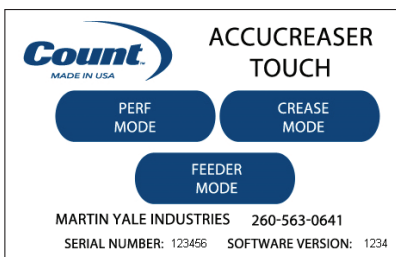 Count
MADE IN USA
ACCUCREASER
TOUCH
PERF
MODE
CREASE
MODE
FEEDER
MODE
MARTIN YALE INDUSTRIES 260-563-0641
SERIAL NUMBER: 123456 SOFTWARE VERSION: 1234